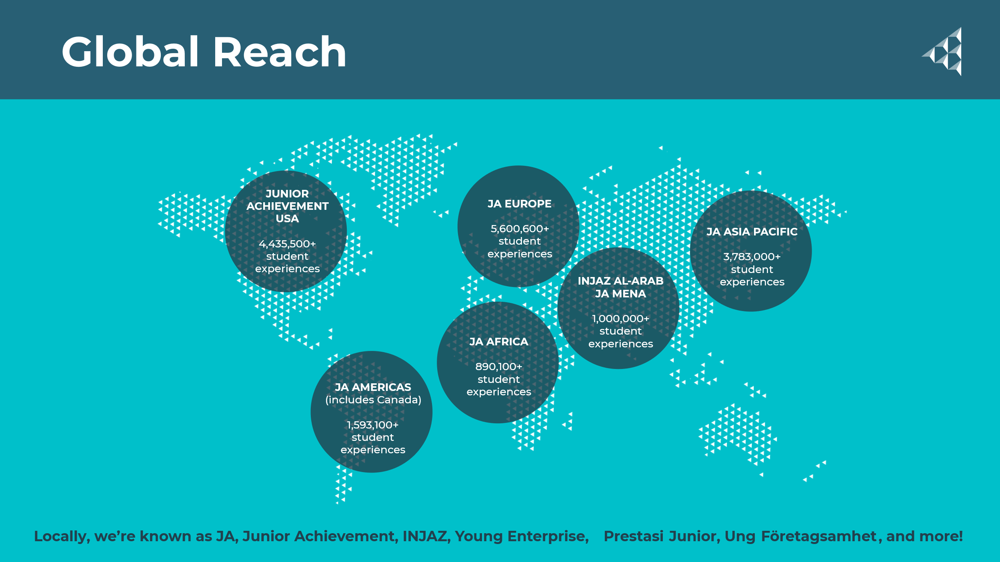 Global Reach
JUNIOR
ACHIEVEMENT
USA
4,435,500+
student
experiences
JA EUROPE
5,600,600+
student
experiences
JA ASIA PACIFIC
3,783,000+
student
experiences
INJAZ AL-ARAB
JA MENA
1,000,000+
student
experiences
JA AFRICA
890,100+
student
experiences
JA AMERICAS
(includes Canada)
1,593,100+
student
experiences
Locally, we’re known as JA, Junior Achievement, INJAZ, Young Enterprise, Prestasi Junior, Ung Företagsamhet, and more!